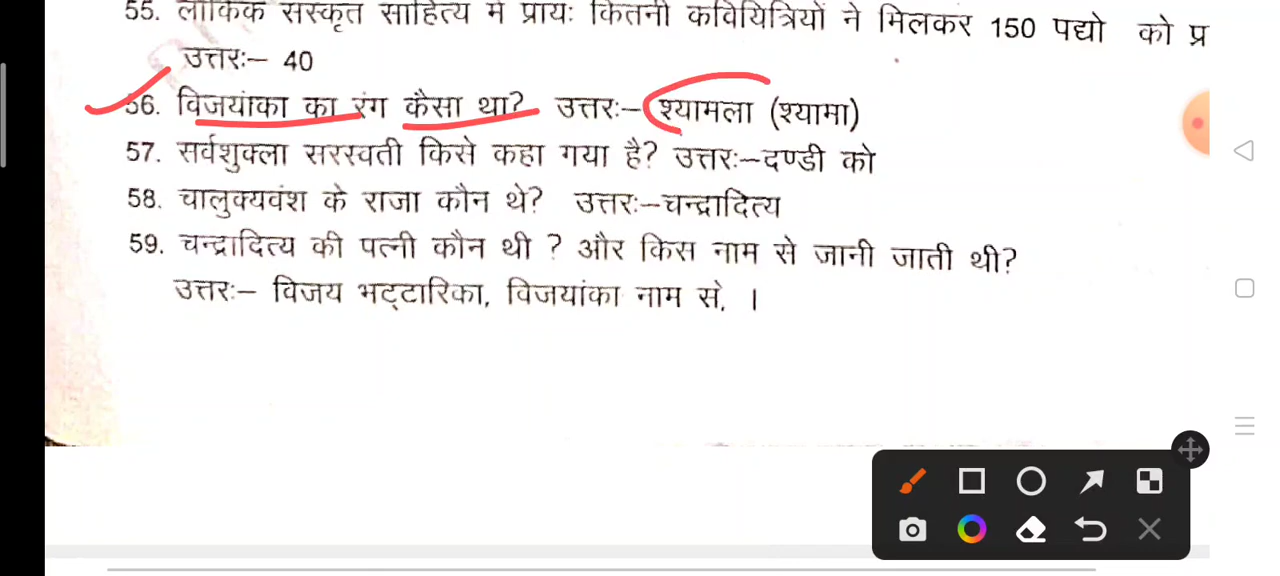 55. लौकिक संस्कृत साहित्य में प्रायः कितनी कवियित्रियों ने मिलकर 150 पद्यो को प्र
उत्तरः– 40
56. विजयांका का रंग कैसा था? उत्तरः– श्यामला (श्यामा)
57. सर्वशुक्ला सरस्वती किसे कहा गया है? उत्तरः–दण्डी को
58. चालुक्यवंश के राजा कौन थे? उत्तरः–चन्द्रादित्य
59. चन्द्रादित्य की पत्नी कौन थी ? और किस नाम से जानी जाती थी?
उत्तरः– विजय भट्टारिका, विजयांका नाम से, ।